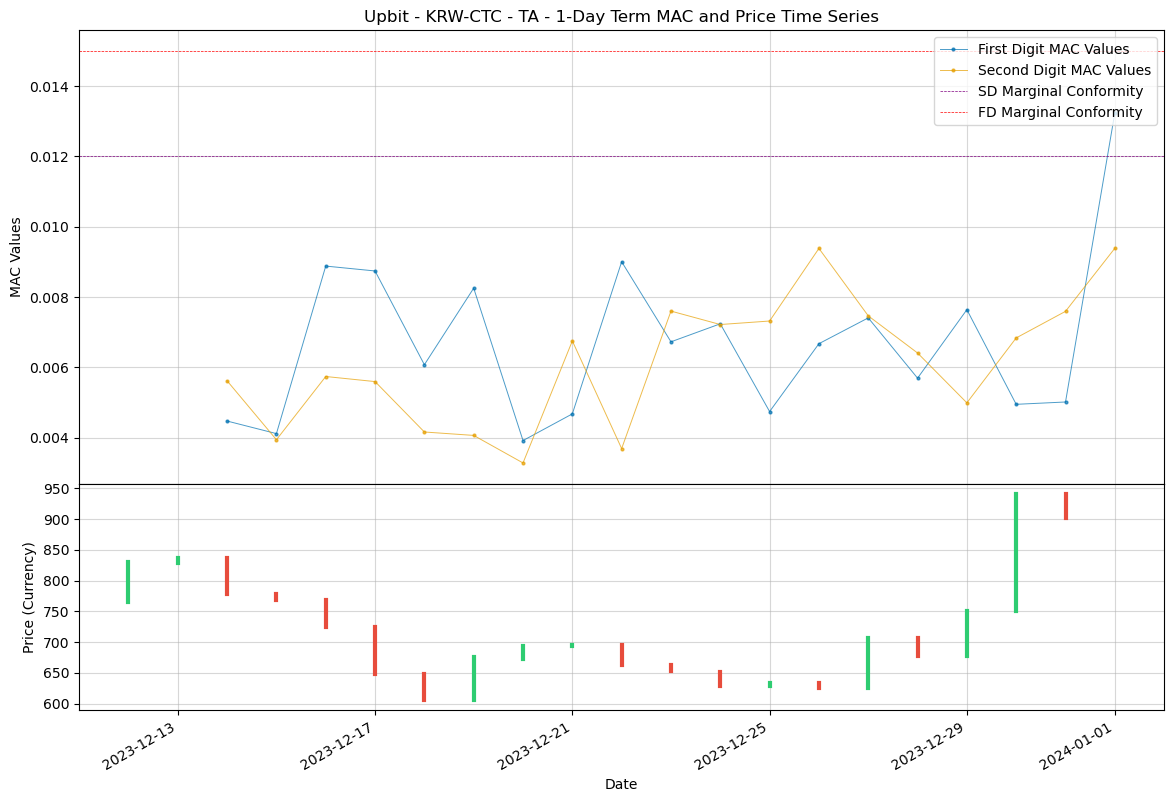 Upbit - KRW-CTC - TA - 1-Day Term MAC and Price Time Series
First Digit MAC Values
Second Digit MAC Values
SD Marginal Conformity
FD Marginal Conformity
MAC Values
0.014
0.012
0.010
0.008
0.006
0.004
Price (Currency)
950
900
850
800
750
700
650
600
2023-12-13
2023-12-17
2023-12-21
2023-12-25
2023-12-29
2024-01-01
Date